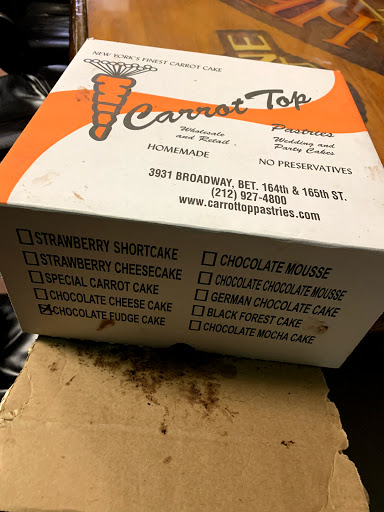 NEW YORK'S FINEST CARROT CAKE
Carrot Top
Pastries
Wholesale
and Retail
Wedding and
Party Cakes
HOMEMADE
NO PRESERVATIVES
3931 BROADWAY, BET. 164th & 165th ST.
(212) 927-4800
www.carrottoppastries.com
STRAWBERRY SHORTCAKE
STRAWBERRY CHEESECAKE
SPECIAL CARROT CAKE
CHOCOLATE CHEESE CAKE
CHOCOLATE FUDGE CAKE
CHOCOLATE MOUSSE
CHOCOLATE CHOCOLATE MOUSSE
GERMAN CHOCOLATE CAKE
BLACK FOREST CAKE
CHOCOLATE MOCHA CAKE